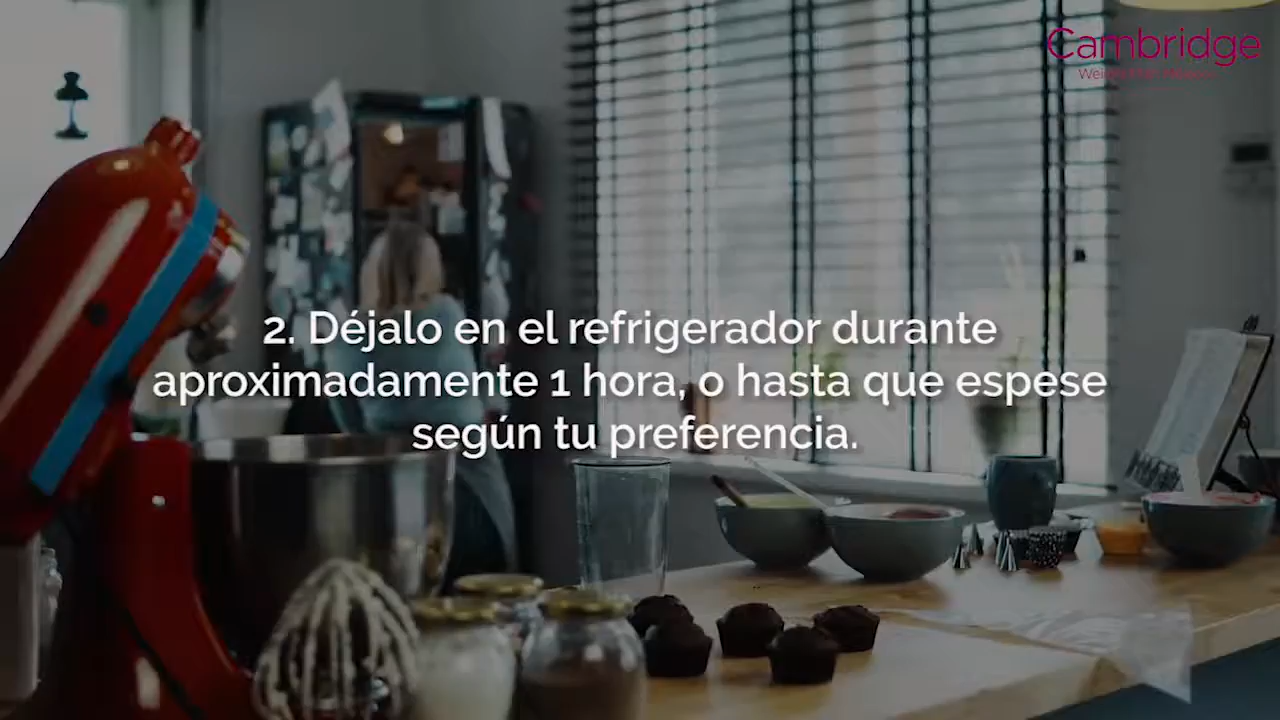 Cambridge
2. Déjalo en el refrigerador durante
aproximadamente 1 hora, o hasta que espese
según tu preferencia.